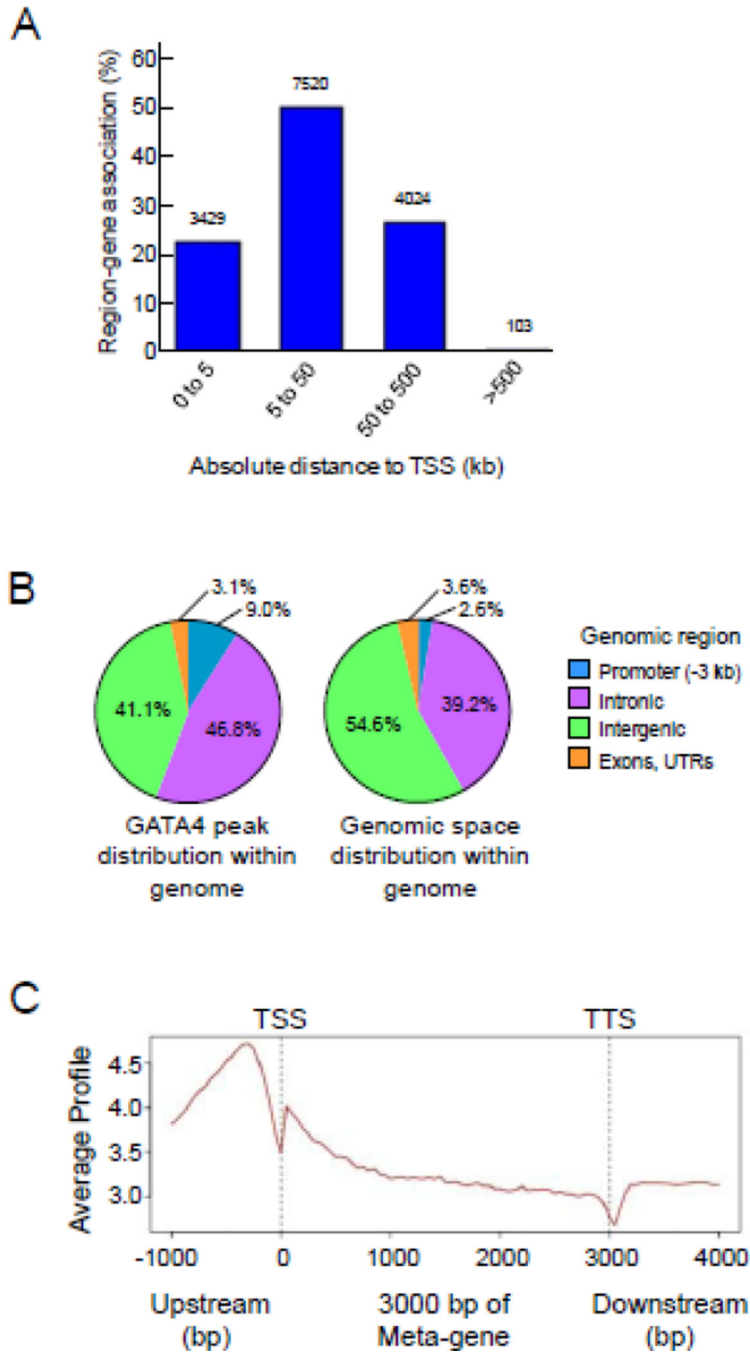 A
Region-gene association (%)
60
50
40
30
20
10
0
3429
7520
4024
103
0 to 5
5 to 50
50 to 500
>500
Absolute distance to TSS (kb)
B
3.1%
9.0%
41.1%
46.8%
GATA4 peak
distribution within
genome
3.6%
2.6%
54.6%
39.2%
Genomic space
distribution within
genome
Genomic region
Promoter (-3 kb)
Intronic
Intergenic
Exons, UTRs
C
TSS
TTS
Average Profile
4.5
4.0
3.5
3.0
-1000
0
1000
2000
3000
4000
Upstream
(bp)
3000 bp of
Meta-gene
Downstream
(bp)